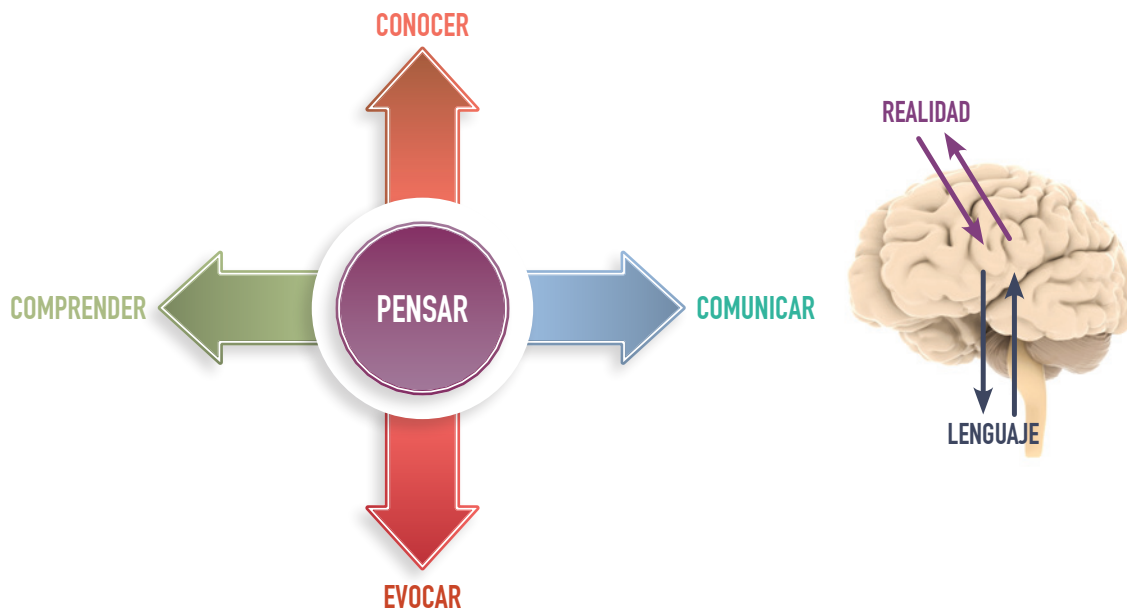 CONOCER
REALIDAD
COMPRENDER
PENSAR
COMUNICAR
LENGUAJE
EVOCAR